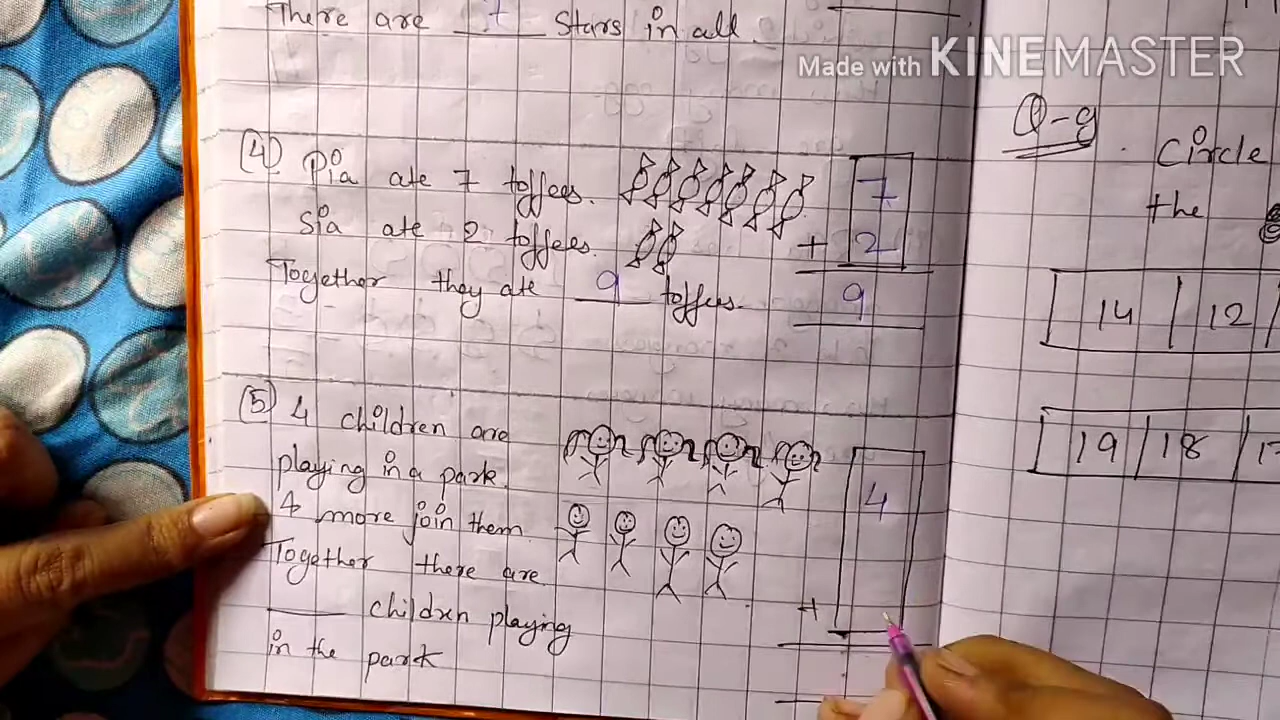 There are 7 Stars in all.
Made with KINEMASTER
(4) Pia ate 7 toffees.
Sia ate 2 toffees.
Together they ate 9 toffees.
7
+ 2
9
(5) 4 children are
playing in a park.
4 more join them.
Together there are
____ children playing
in the park
4
+
Q-9. Circle
the
14 12
19 18